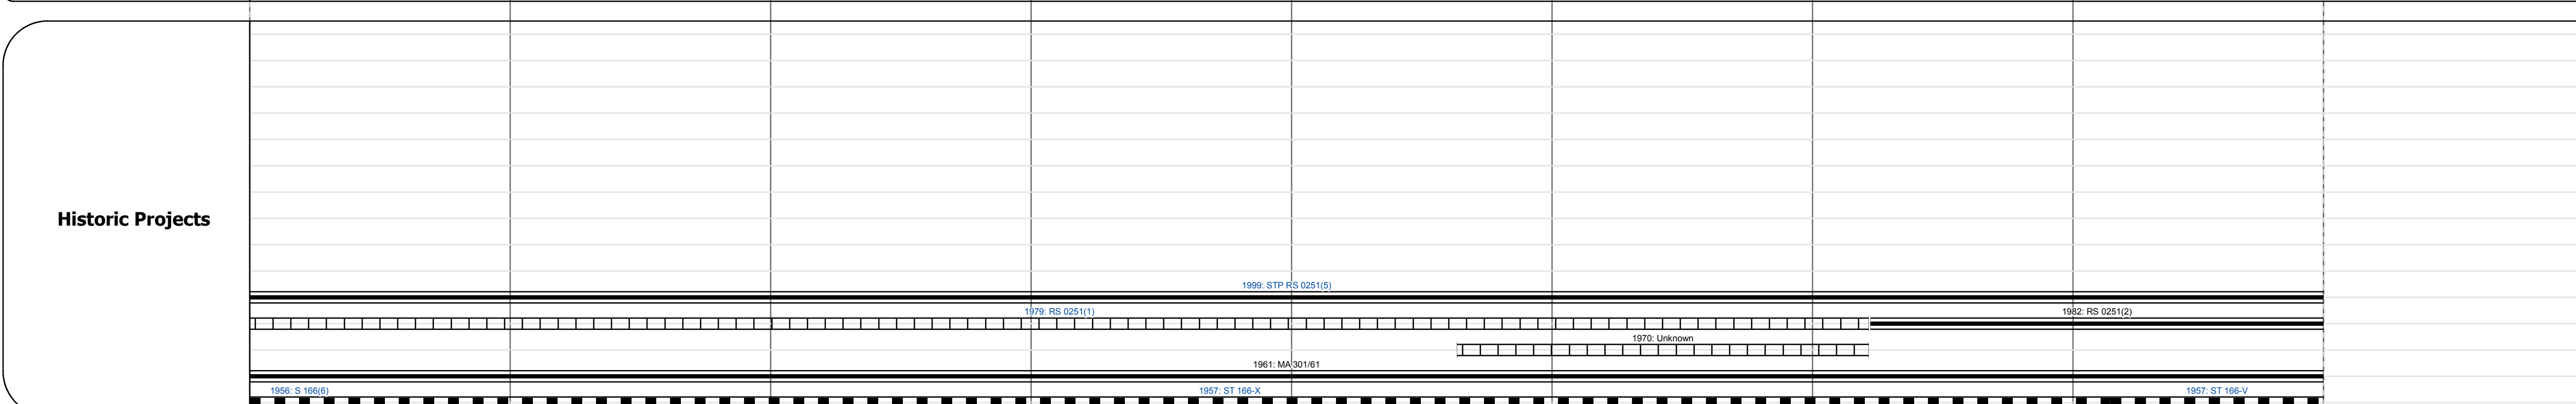 1999: STP RS 0251(5)
1979: RS 0251(1)
1982: RS 0251(2)
1970: Unknown
1961: MA 301/61
1956: S 166(6)
1957: ST 166-X
1957: ST 166-V
Historic Projects